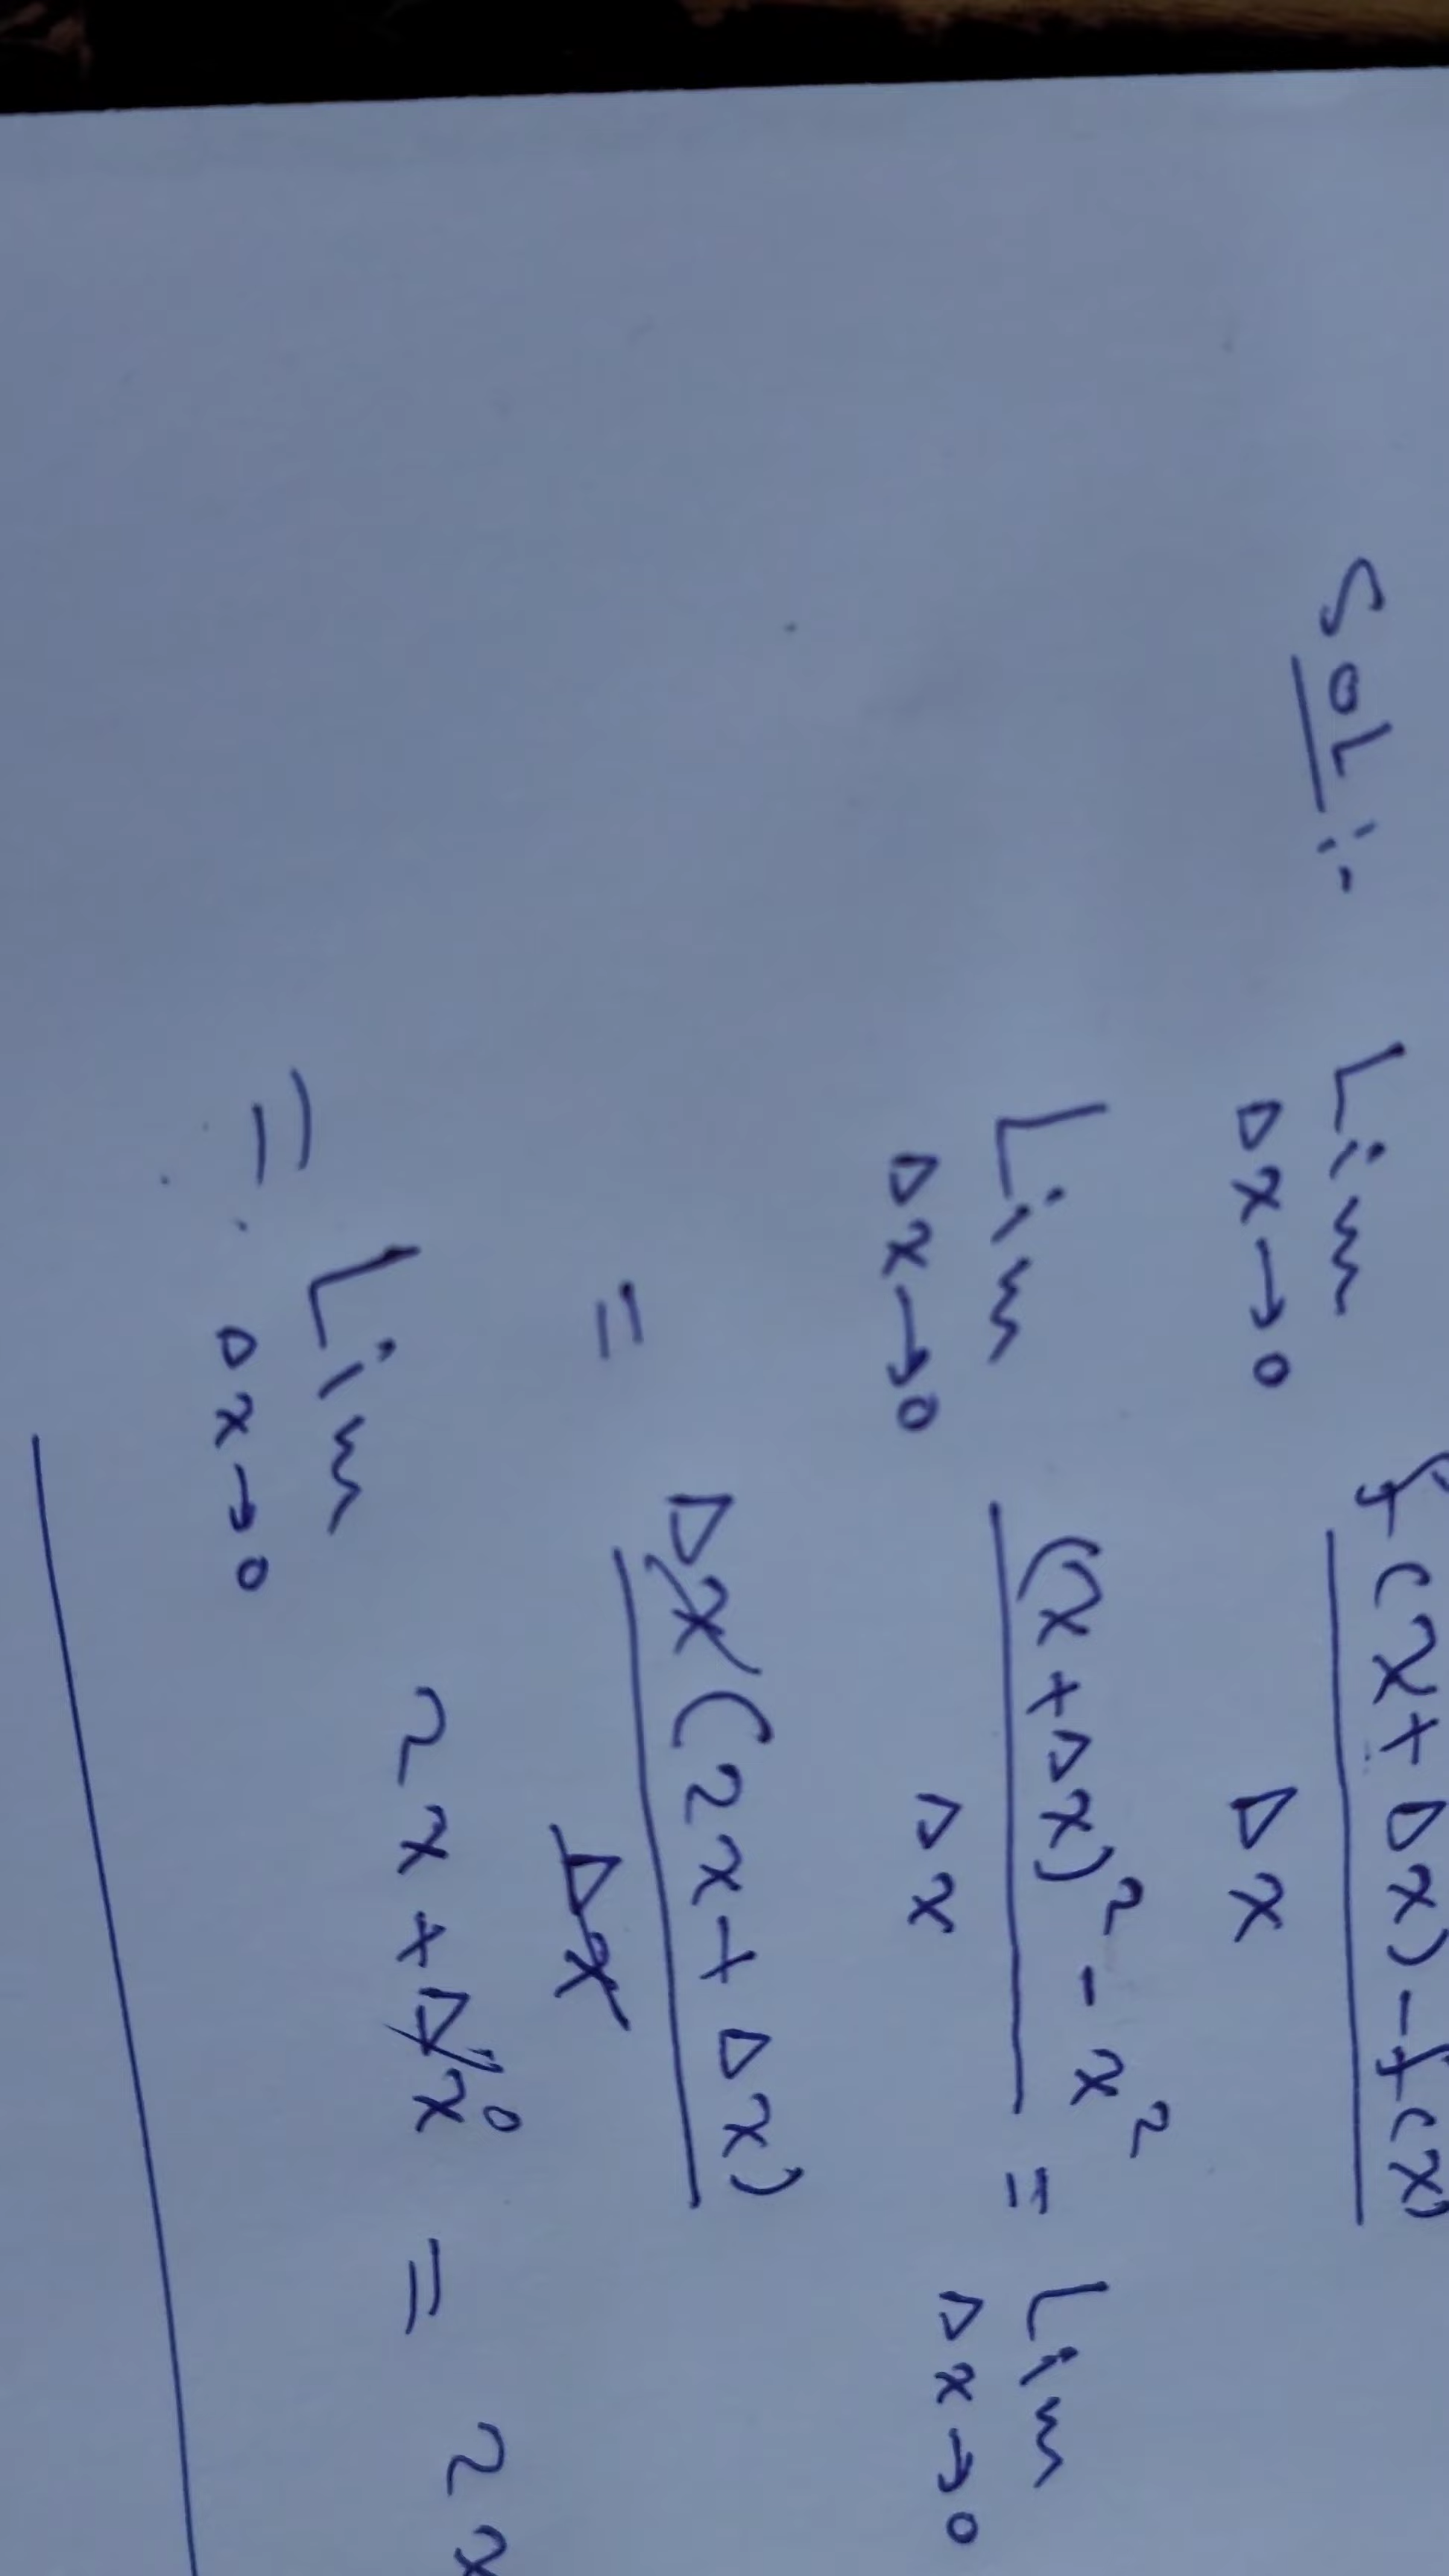 SOL :- Lim Δx→0 f(x + Δx) - f(x) / Δx
Lim Δx→0 (x + Δx)² - x² / Δx = Lim Δx→0
= Δx(2x + Δx) / Δx
= Lim Δx→0 2x + Δx⁰ = 2x